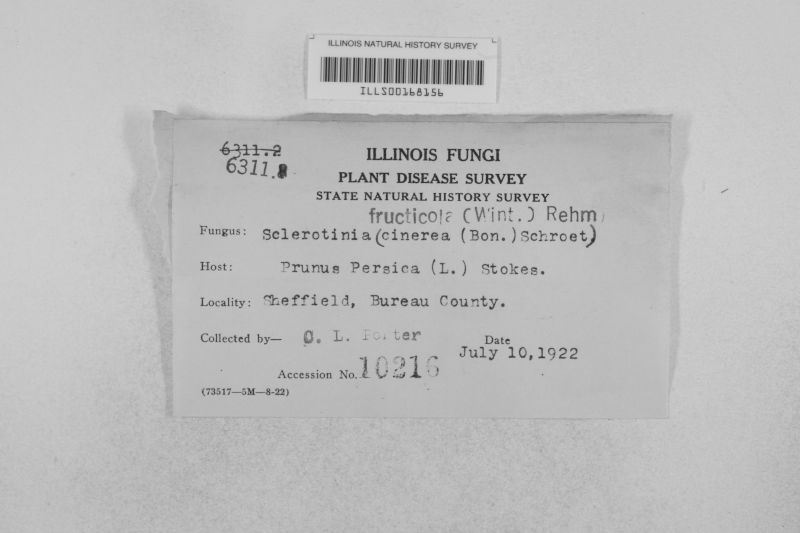 ILLINOIS NATURAL HISTORY SURVEY
ILLS00168156
6311.2
6311.1
ILLINOIS FUNGI
PLANT DISEASE SURVEY
STATE NATURAL HISTORY SURVEY
fructicola (Wint.) Rehm
Fungus: Sclerotinia (cinerea (Bon.) Schroet)
Host: Prunus Persica (L.) Stokes.
Locality: Sheffield, Bureau County.
Collected by— C. L. Porter
Date
July 10, 1922
Accession No. 10216
(73517—5M—8-22)